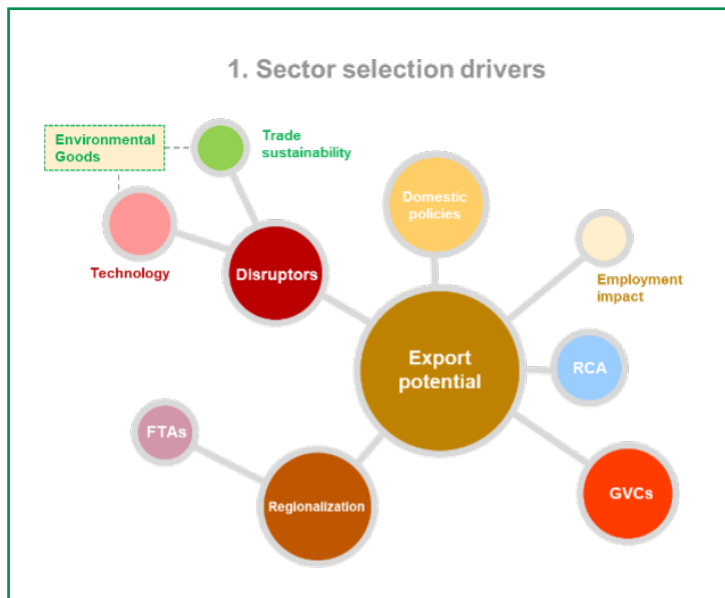 1. Sector selection drivers
Environmental
Goods
Trade
sustainability
Technology
Disruptors
Domestic
policies
Employment
impact
Export
potential
RCA
FTAs
Regionalization
GVCs